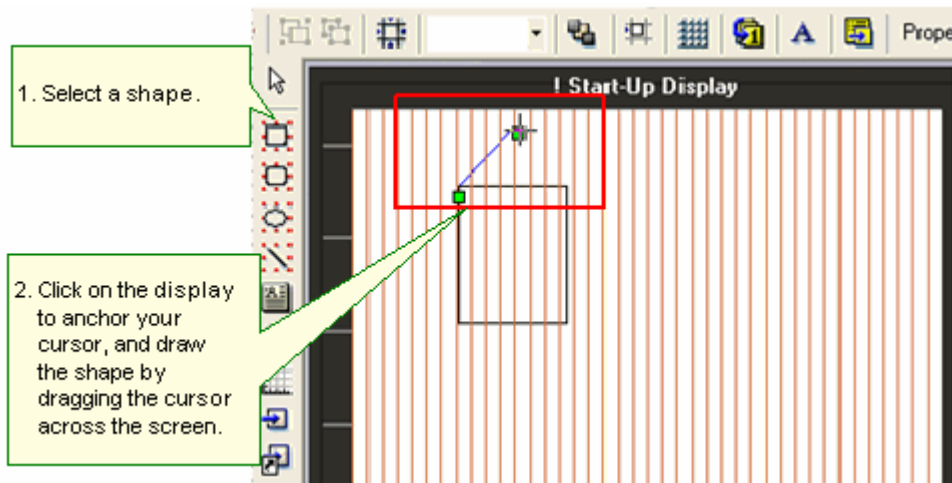 Prope
! Start-Up Display
1. Select a shape.
2. Click on the display
to anchor your
cursor, and draw
the shape by
dragging the cursor
across the screen.